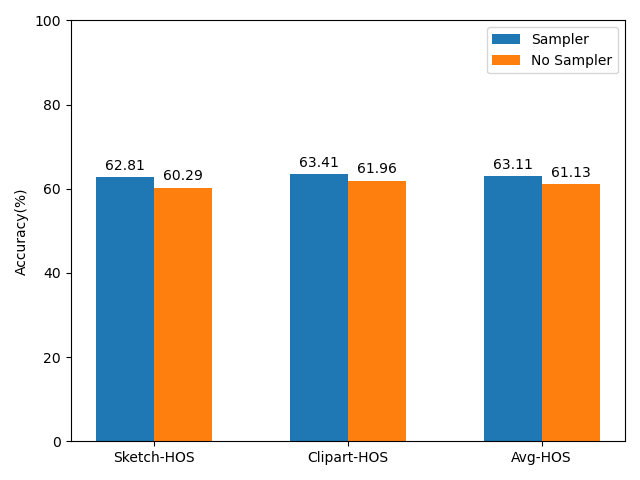 100
80
60
40
20
0
Accuracy(%)
Sampler
No Sampler
62.81
60.29
63.41
61.96
63.11
61.13
Sketch-HOS
Clipart-HOS
Avg-HOS